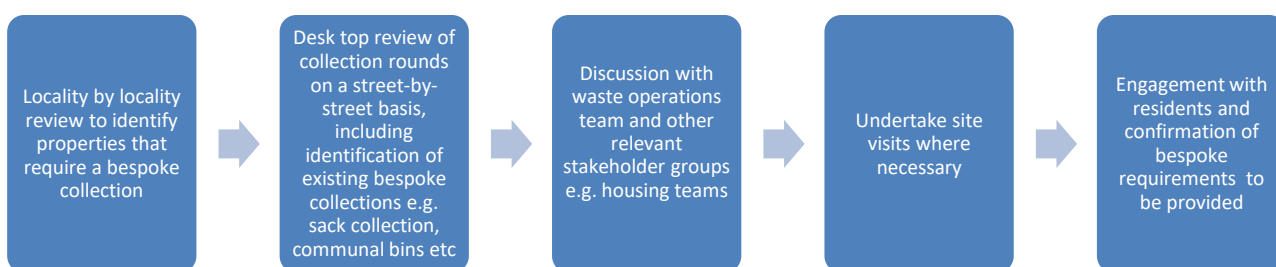 Locality by locality
review to identify
properties that
require a bespoke
collection
Desk top review of
collection rounds
on a street-by-
street basis,
including
identification of
existing bespoke
collections e.g.
sack collection,
communal bins etc
Discussion with
waste operations
team and other
relevant
stakeholder groups
e.g. housing teams
Undertake site
visits where
necessary
Engagement with
residents and
confirmation of
bespoke
requirements to
be provided